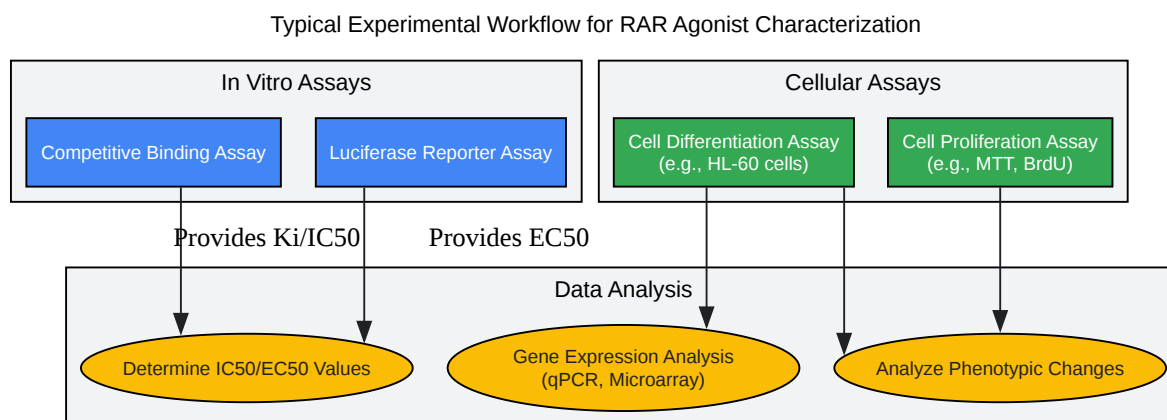 Typical Experimental Workflow for RAR Agonist Characterization
In Vitro Assays
Cellular Assays
Competitive Binding Assay
Luciferase Reporter Assay
Cell Differentiation Assay
(e.g., HL-60 cells)
Cell Proliferation Assay
(e.g., MTT, BrdU)
Provides Ki/IC50
Provides EC50
Data Analysis
Determine IC50/EC50 Values
Gene Expression Analysis
(qPCR, Microarray)
Analyze Phenotypic Changes